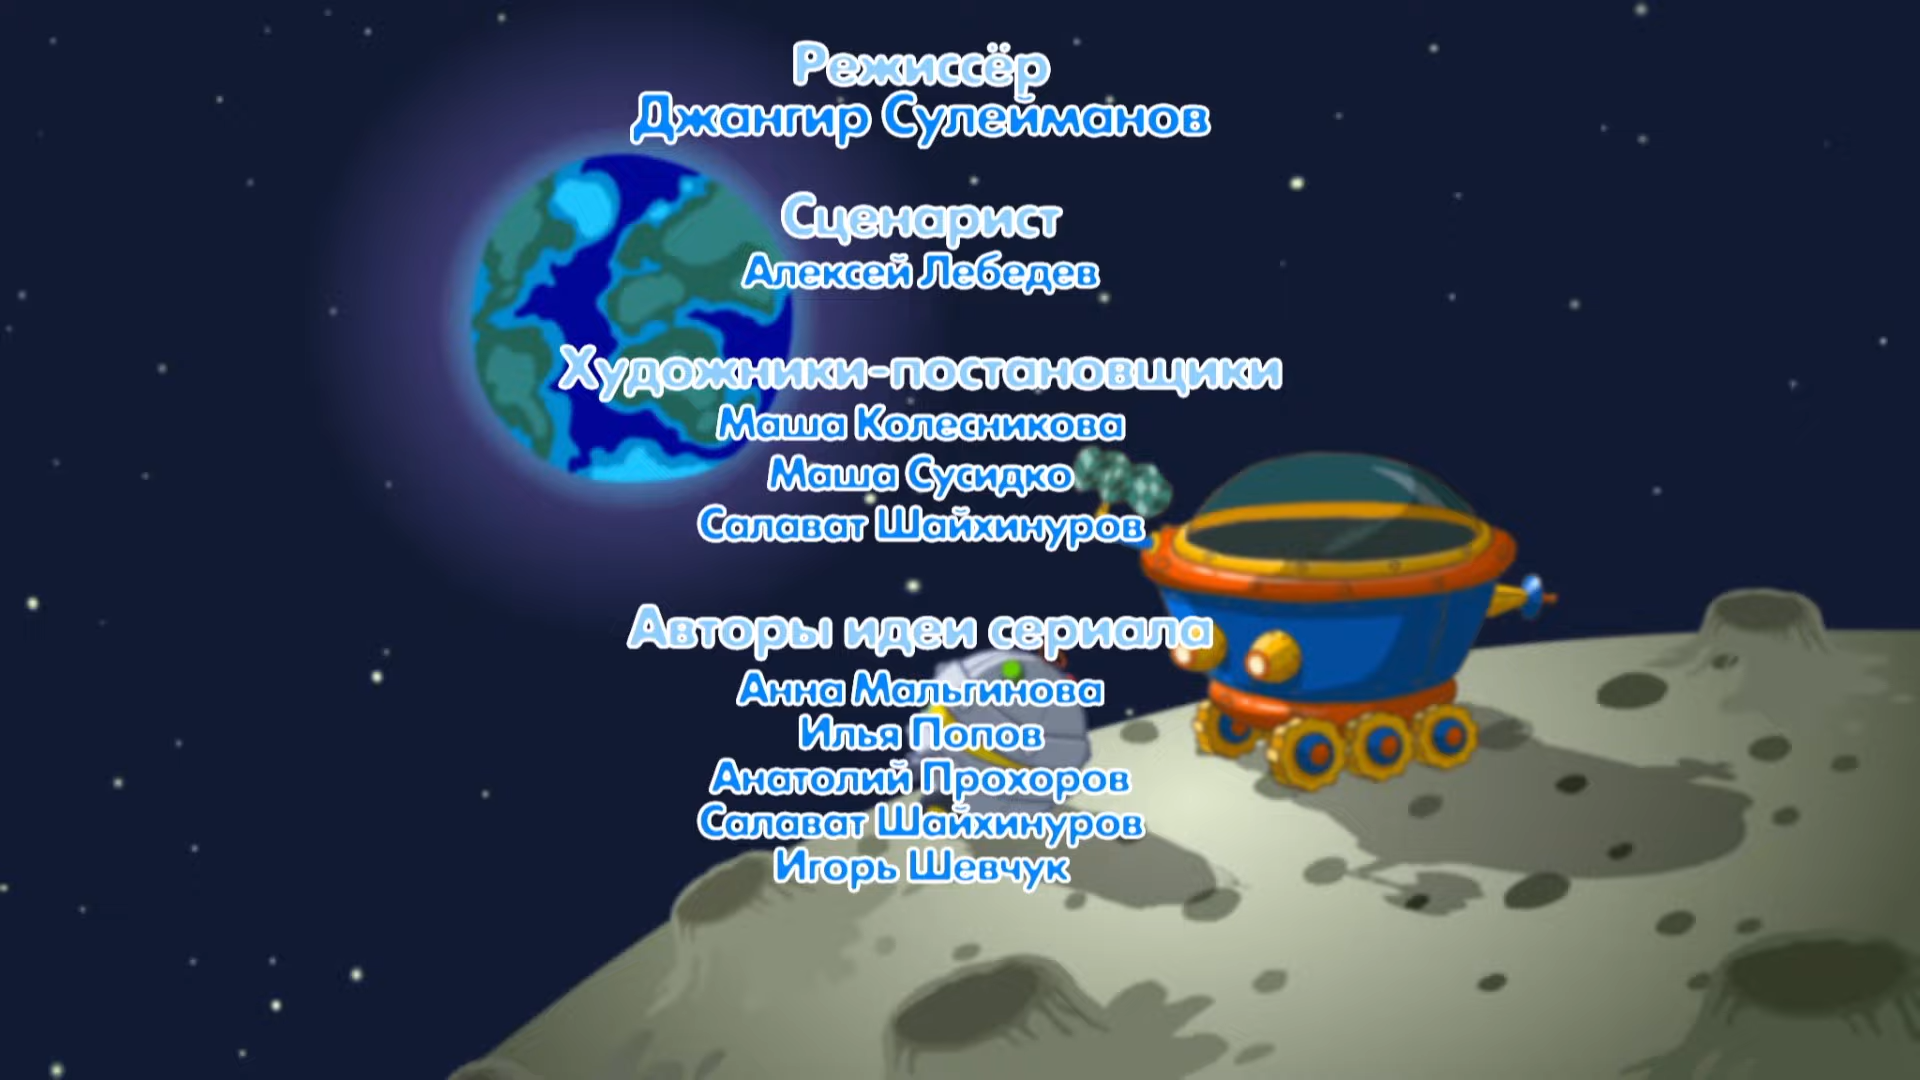 Режиссёр
Джангир Сулейманов
Сценарист
Алексей Лебедев
Художники-постановщики
Маша Колесникова
Маша Сусидко
Салават Шайхинуров
Авторы идеи сериала
Анна Мальгинова
Илья Попов
Анатолий Прохоров
Салават Шайхинуров
Игорь Шевчук